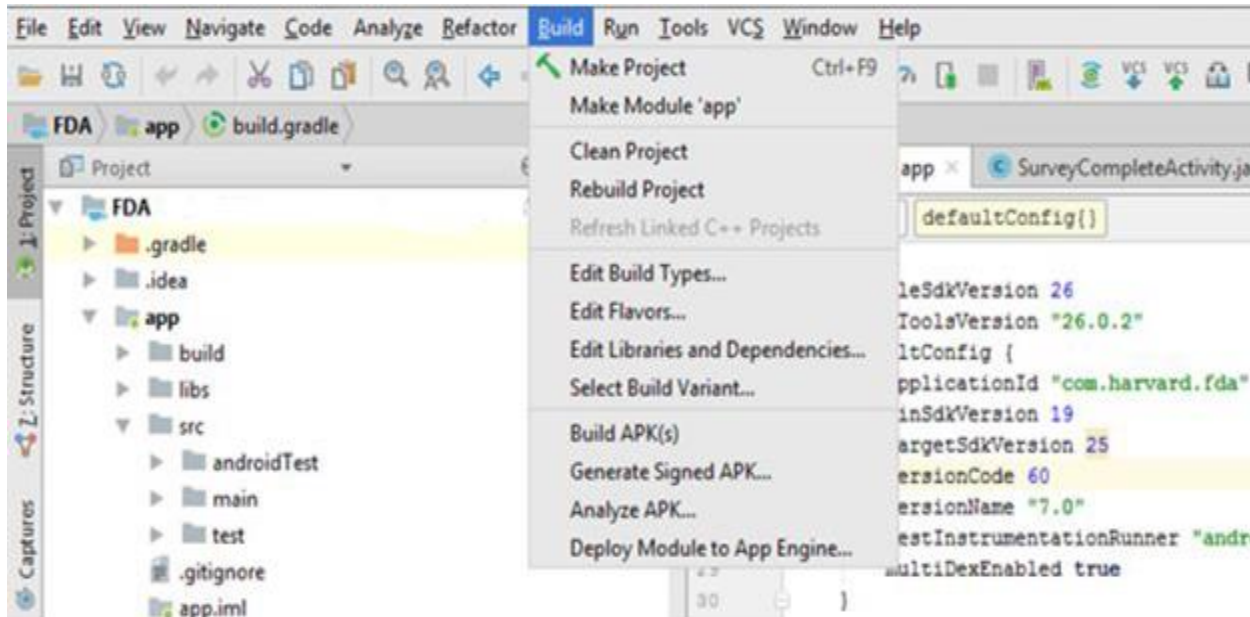 File Edit View Navigate Code Analyze Refactor Build Run Tools VCS Window Help
VCS VCS
FDA app build.gradle
Make Project Ctrl+F9
Make Module 'app'
Clean Project
Rebuild Project
Refresh Linked C++ Projects
Edit Build Types...
Edit Flavors...
Edit Libraries and Dependencies...
Select Build Variant...
Build APK(s)
Generate Signed APK...
Analyze APK...
Deploy Module to App Engine...
1: Project
Z: Structure
Captures
Project
FDA
.gradle
.idea
app
build
libs
src
androidTest
main
test
.gitignore
app.iml
app SurveyCompleteActivity.ja
defaultConfig{}
leSdkVersion 26
ToolsVersion "26.0.2"
ltConfig {
pplicationId "com.harvard.fda"
inSdkVersion 19
argetSdkVersion 25
ersionCode 60
ersionName "7.0"
estInstrumentationRunner "andr
29 multiDexEnabled true
30 }